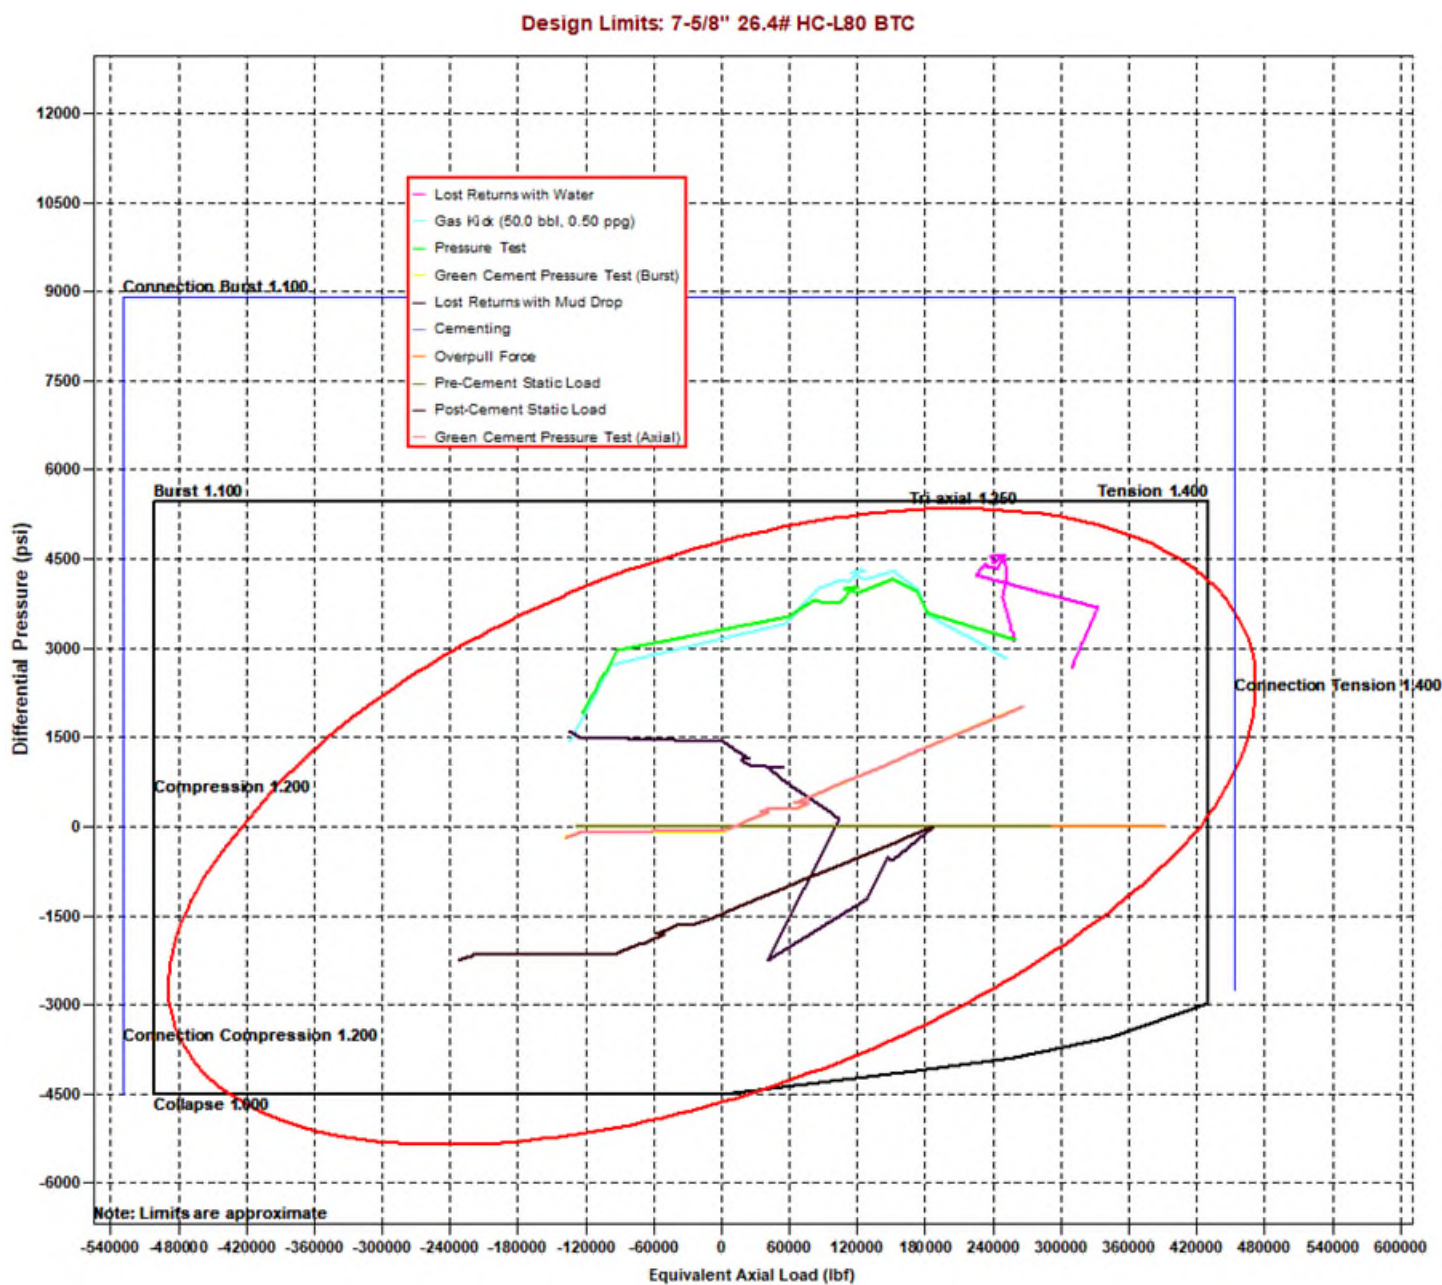 Design Limits: 7-5/8" 26.4# HC-L80 BTC
12000
10500
9000
7500
6000
4500
3000
1500
0
-1500
-3000
-4500
-6000
Differential Pressure (psi)
Lost Returns with Water
Gas Kick (50.0 bbl, 0.50 ppg)
Pressure Test
Green Cement Pressure Test (Burst)
Lost Returns with Mud Drop
Cementing
Overpull Force
Pre-Cement Static Load
Post-Cement Static Load
Green Cement Pressure Test (Axial)
Connection Burst 1.100
Burst 1.100
Tri axial 1.250
Tension 1.400
Connection Tension 1.400
Compression 1.200
Connection Compression 1.200
Collapse 1.000
Note: Limits are approximate
-540000 -480000 -420000 -360000 -300000 -240000 -180000 -120000 -60000 0 60000 120000 180000 240000 300000 360000 420000 480000 540000 600000
Equivalent Axial Load (lbf)